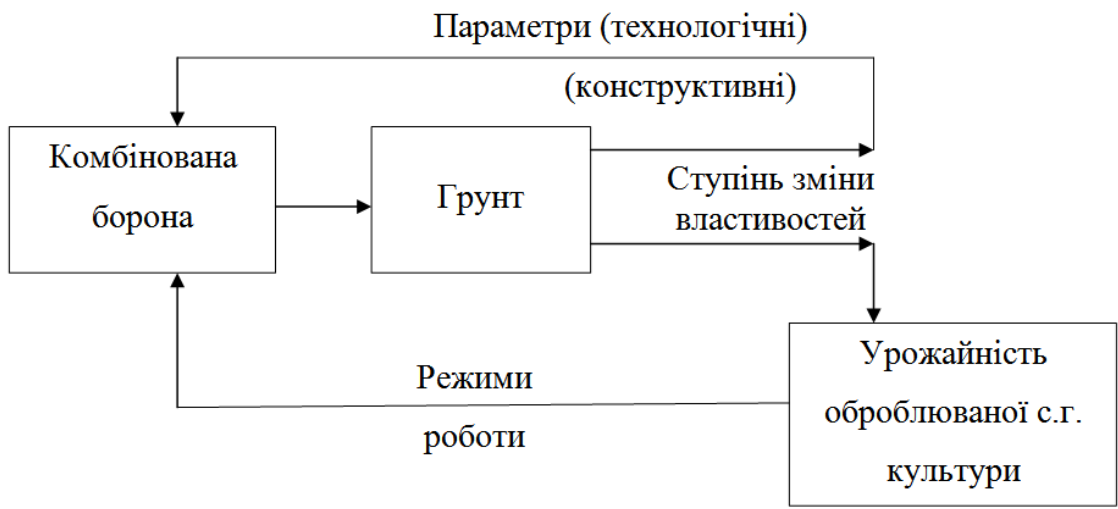 Параметри (технологічні)
(конструктивні)
Комбінована
борона
Грунт
Ступінь зміни
властивостей
Урожайність
оброблюваної с.г.
культури
Режими
роботи